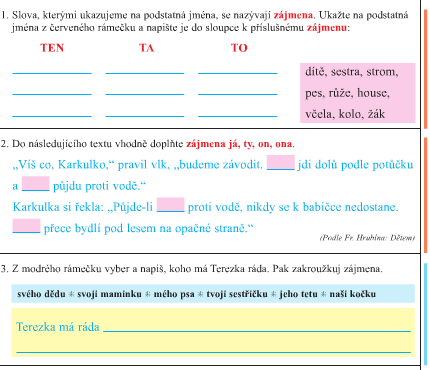 1. Slova, kterými ukazujeme na podstatná jména, se nazývají zájmena. Ukažte na podstatná
jména z červeného rámečku a napište je do sloupce k příslušnému zájmenu:
TEN TA TO
dítě, sestra, strom,
pes, růže, house,
včela, kolo, žák
2. Do následujícího textu vhodně doplňte zájmena já, ty, on, ona.
„Víš co, Karkulko,“ pravil vlk, „budeme závodit. jdi dolů podle potůčku
a půjdu proti vodě.“
Karkulka si řekla: „Půjde-li proti vodě, nikdy se k babičce nedostane.
přece bydlí pod lesem na opačné straně.“
(Podle Fr. Hrubína: Dětem)
3. Z modrého rámečku vyber a napiš, koho má Terezka ráda. Pak zakroužkuj zájmena.
svého dědu * svoji maminku * mého psa * tvoji sestřičku * jeho tetu * naši kočku
Terezka má ráda